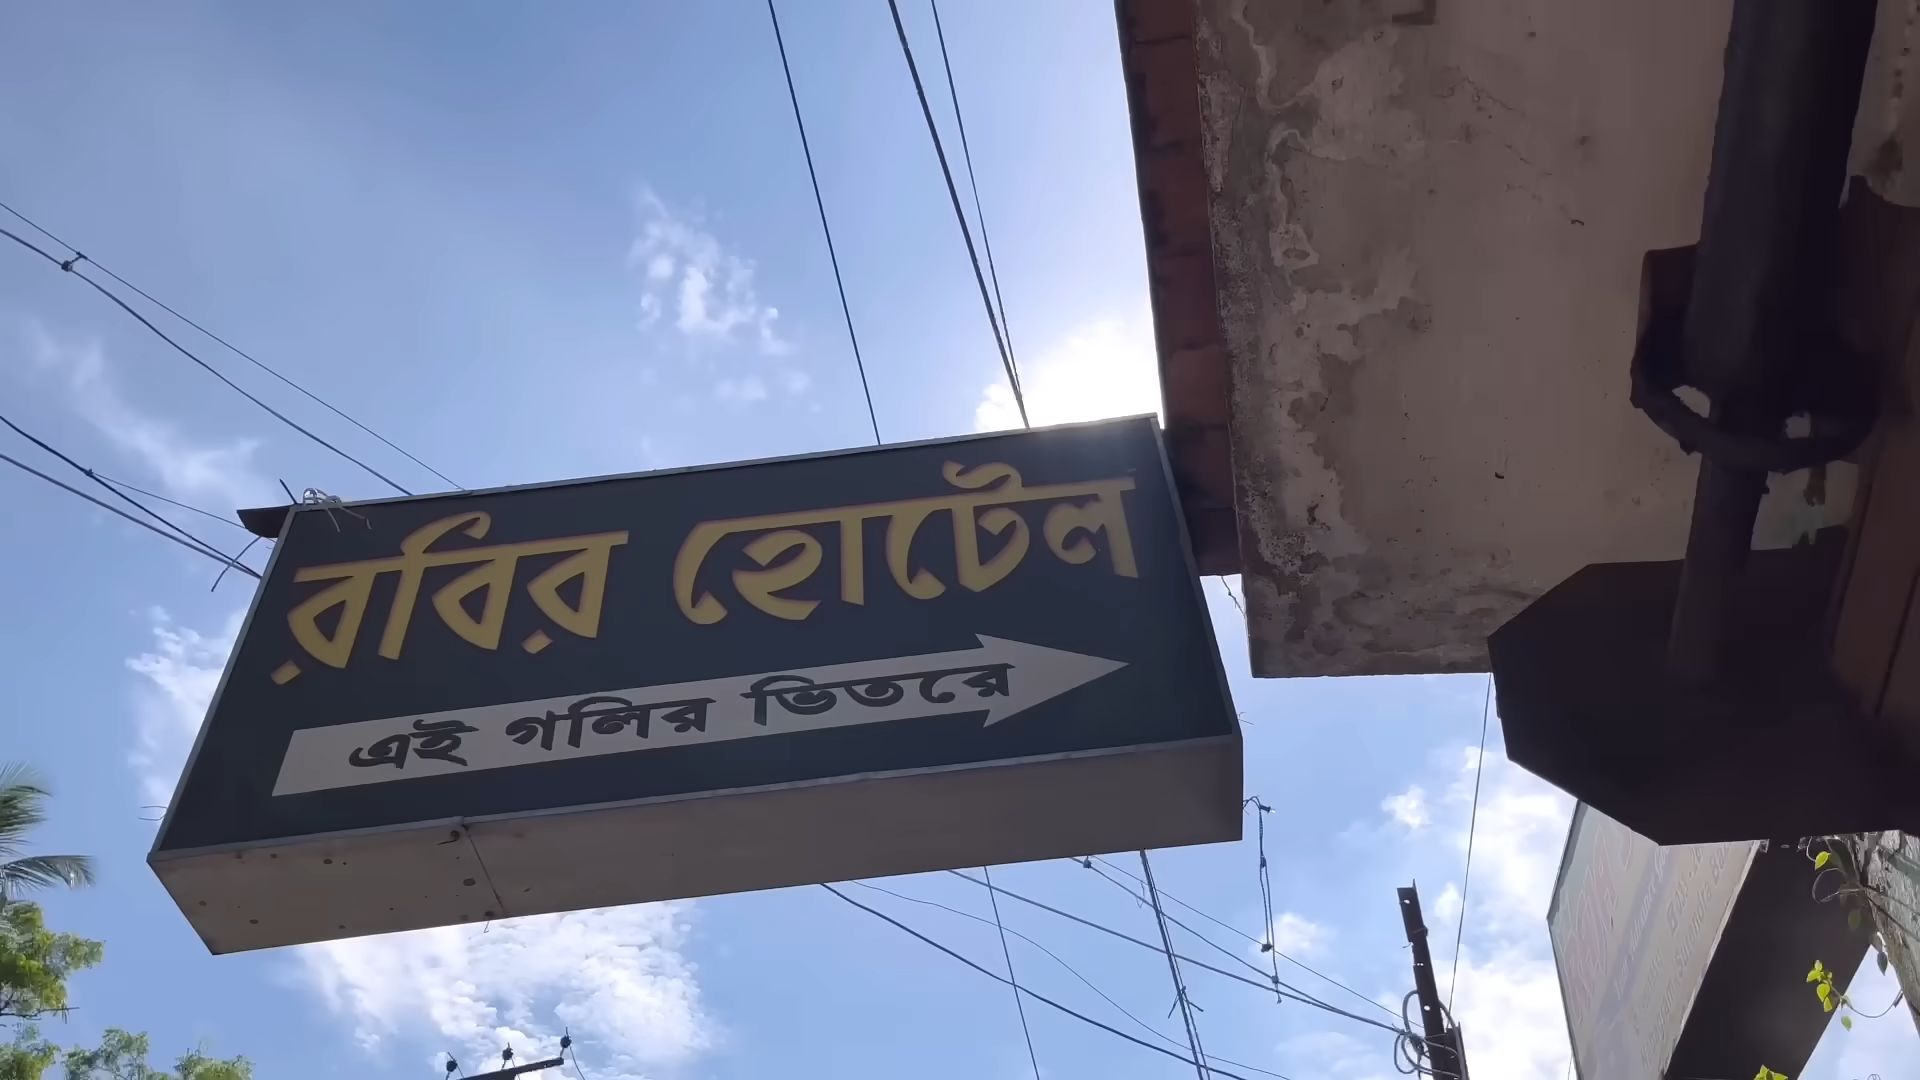 রবির হোটেল
এই গলির ভিতরে